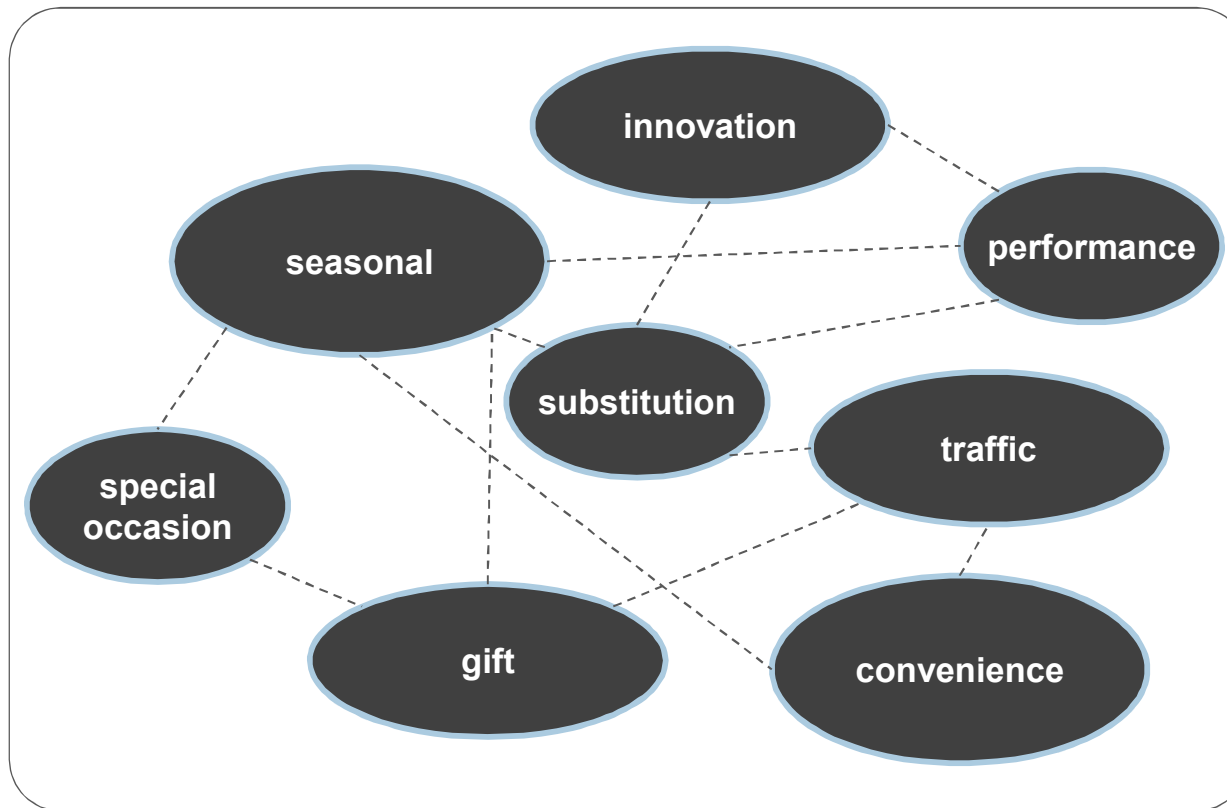 innovation
performance
seasonal
substitution
traffic
special
occasion
gift
convenience